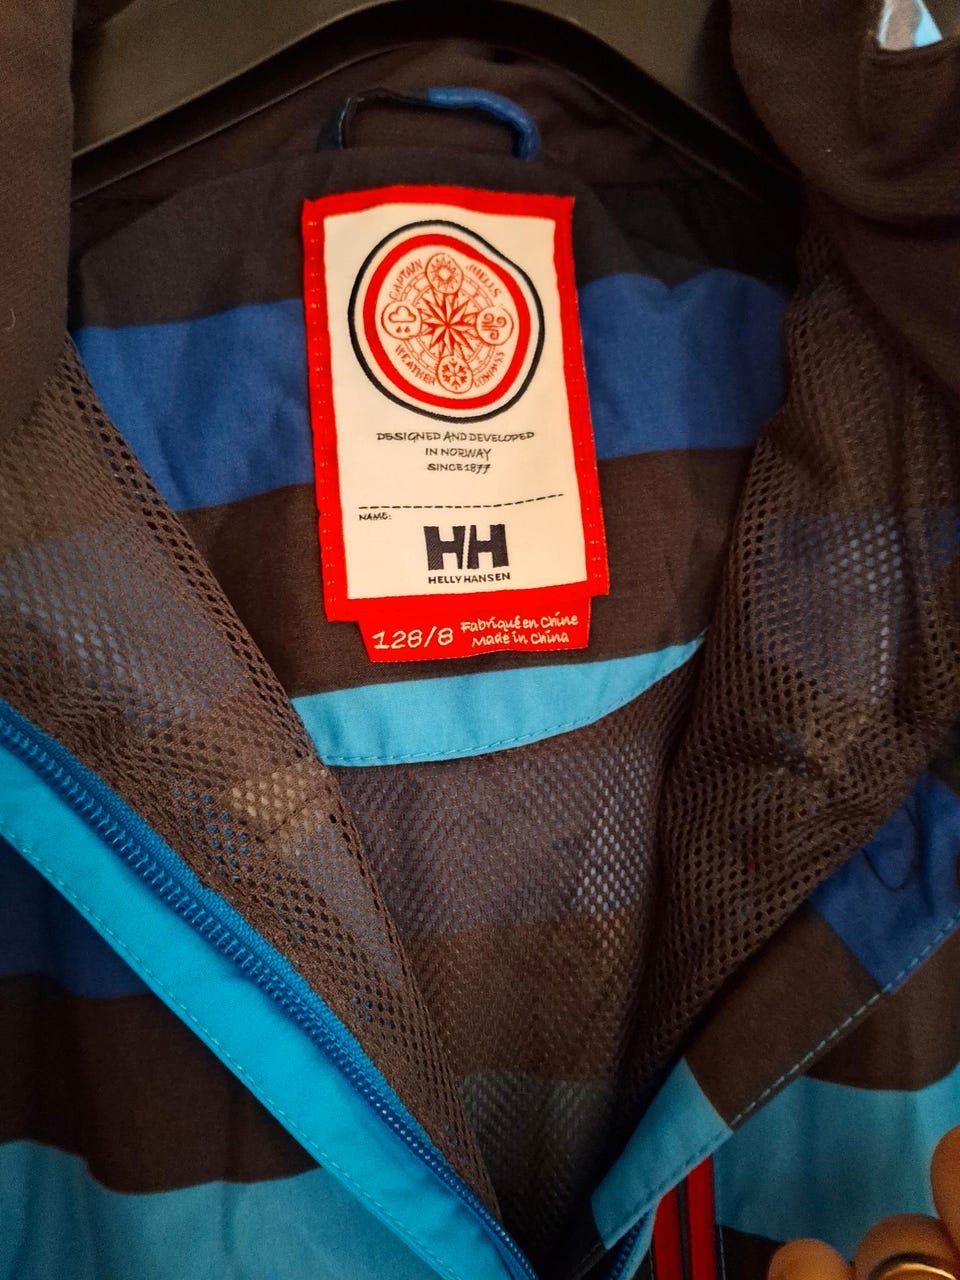 CAPTAIN JUELL'S
WEATHER COMPASS
DESIGNED AND DEVELOPED
IN NORWAY
SINCE 1877
NAME:
HH
HELLY HANSEN
128/8
Fabriqué en Chine
Made in China